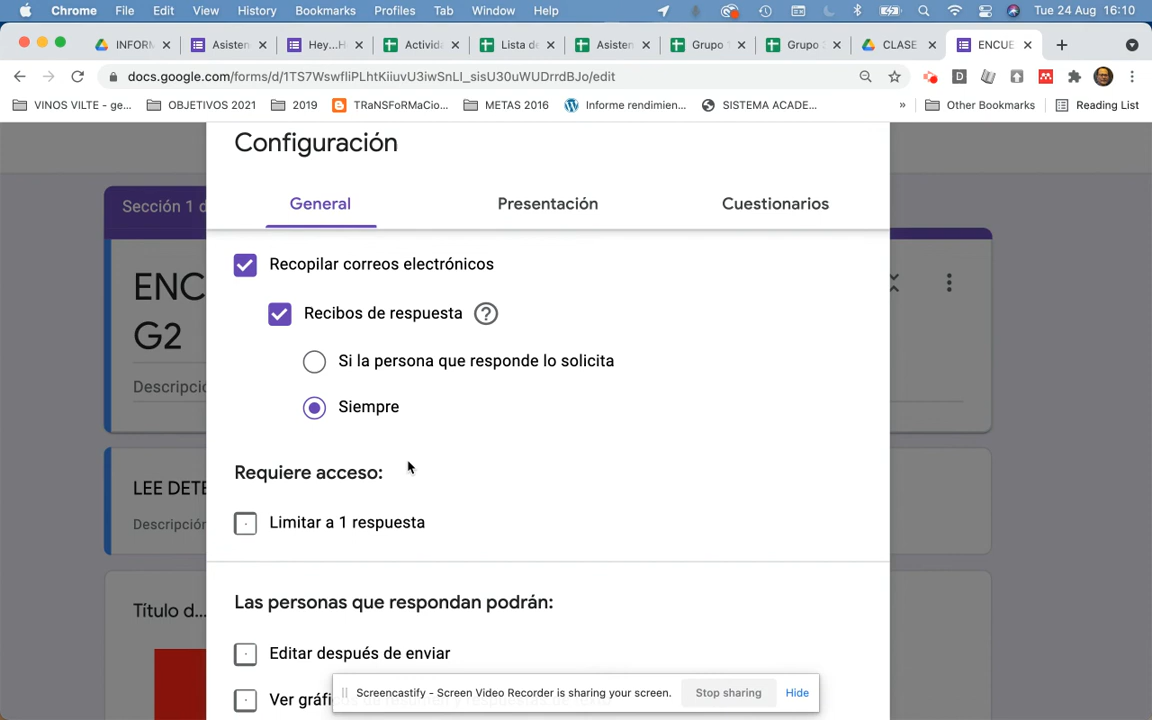 Chrome File Edit View History Bookmarks Profiles Tab Window Help Tue 24 Aug 16:10
INFOR Asisten Hey...H Activid Lista de Asisten Grupo Grupo CLASE ENCUE
docs.google.com/forms/d/1TS7WswfliPLhtKiiuvU3iwSnLI_sisU30uWUDrrdBJo/edit
VINOS VILTE - ge... OBJETIVOS 2021 2019 TRaNSFoRMaCio... METAS 2016 Informe rendimien... SISTEMA ACADE... » Other Bookmarks Reading List
Configuración
General Presentación Cuestionarios
Sección 1 d
Recopilar correos electrónicos
ENC
Recibos de respuesta ?
G2
Si la persona que responde lo solicita
Descripció
Siempre
Requiere acceso:
LEE DETE
Limitar a 1 respuesta
Descripción
Las personas que respondan podrán:
Título d...
Editar después de enviar
Ver gráfi
Screencastify - Screen Video Recorder is sharing your screen. Stop sharing Hide